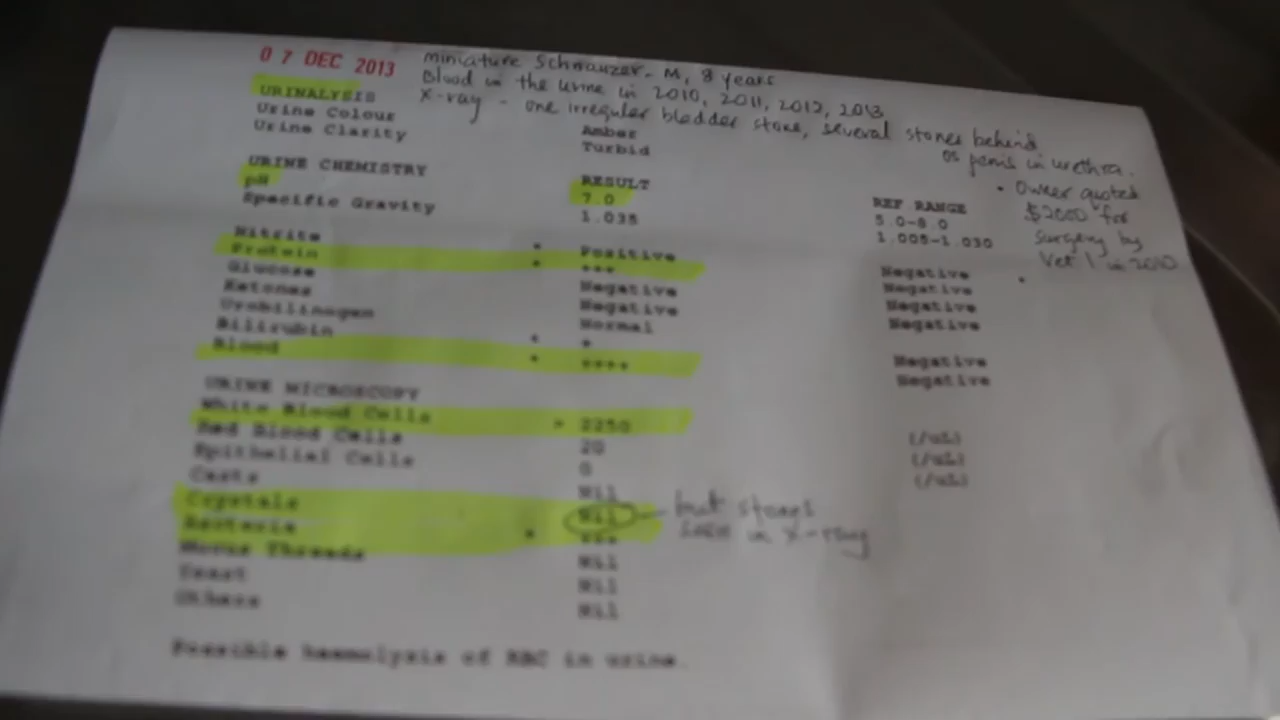 07 DEC 2013
miniature Schnauzer, M, 8 years
Blood in the urine in 2010, 2011, 2012, 2013
X-ray - one irregular bladder stone, several stones behind
os penis in urethra.
• Owner quoted
$2000 for
surgery by
Vet 1 in 2010
URINALYSIS
Urine Colour Amber
Urine Clarity Turbid
URINE CHEMISTRY RESULT REF RANGE
pH 7.0 5.0-8.0
Specific Gravity 1.035 1.005-1.030
Nitrite * Positive Negative
Protein * +++ Negative
Glucose Negative Negative
Ketones Negative Negative
Urobilinogen Normal
Bilirubin * + Negative
Blood * ++++ Negative
URINE MICROSCOPY
White Blood Cells > 2250 (/uL)
Red Blood Cells 20 (/uL)
Epithelial Cells 0 (/uL)
Casts Nil
Crystals Nil but stones
seen in X-ray
Bacteria * +++
Mucus Threads Nil
Yeast Nil
Others Nil
Possible haemolysis of RBC in urine.